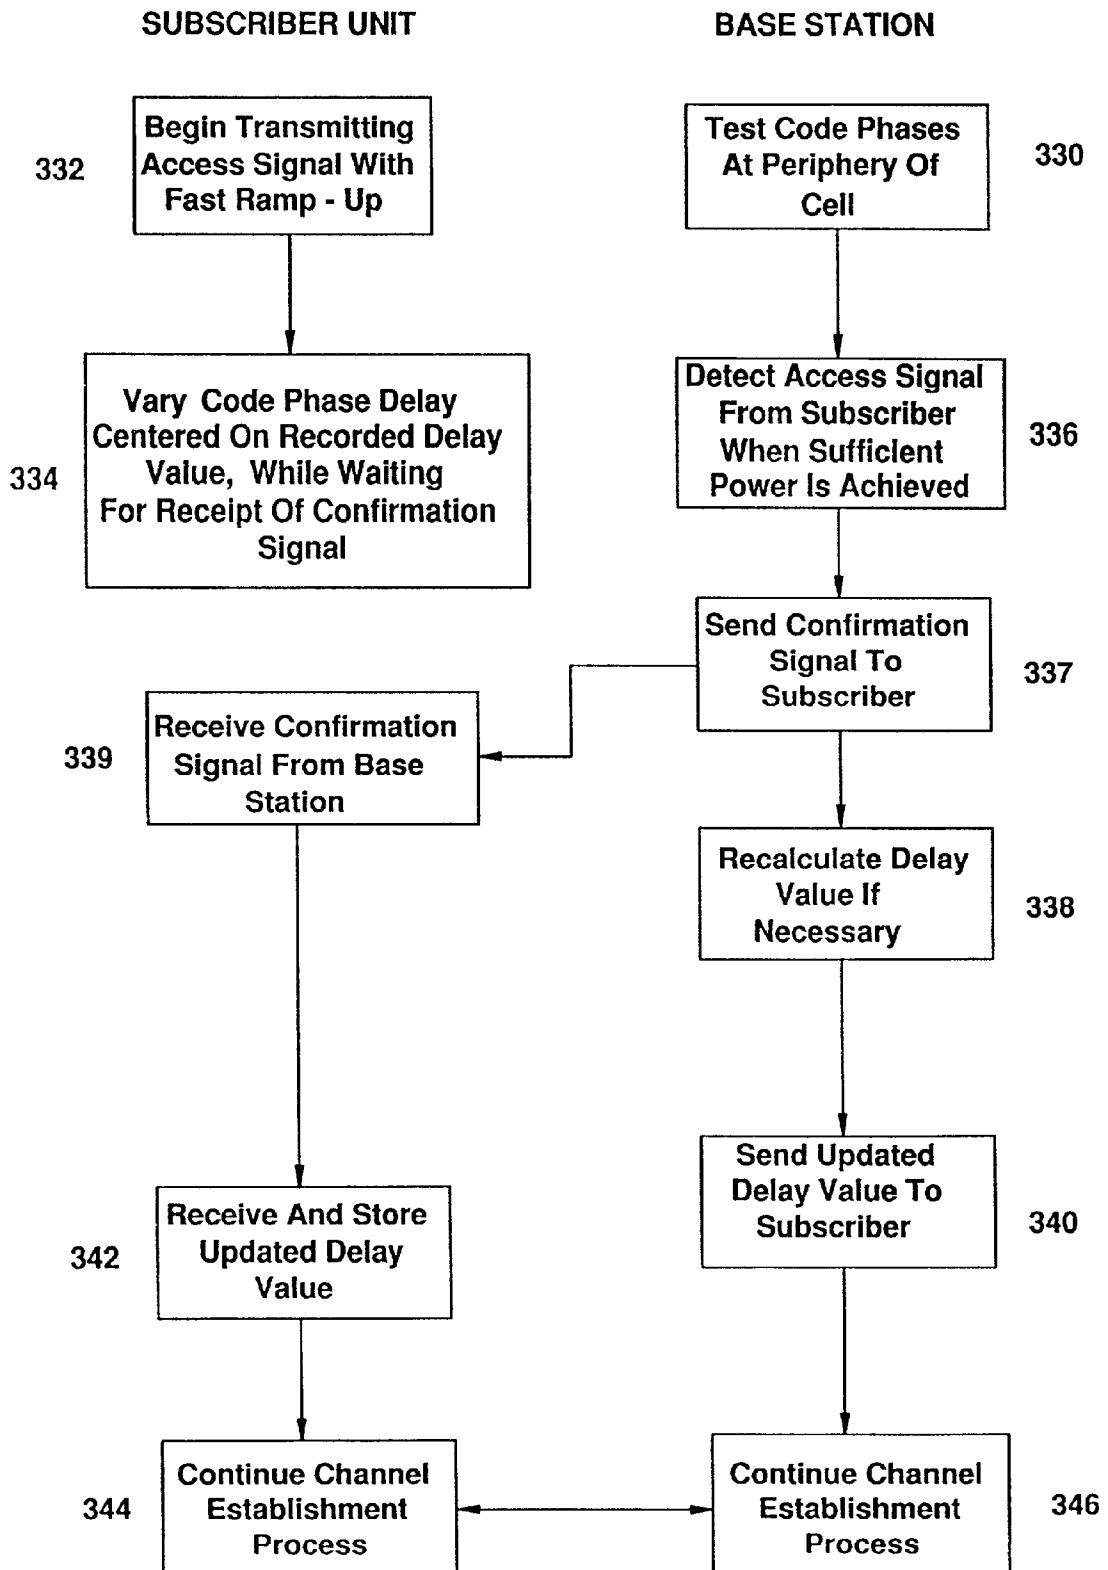 SUBSCRIBER UNIT
BASE STATION
332
Begin Transmitting
Access Signal With
Fast Ramp - Up
Test Code Phases
At Periphery Of
Cell
330
334
Vary Code Phase Delay
Centered On Recorded Delay
Value, While Waiting
For Receipt Of Confirmation
Signal
Detect Access Signal
From Subscriber
When Sufficient
Power Is Achieved
336
Send Confirmation
Signal To
Subscriber
337
339
Receive Confirmation
Signal From Base
Station
Recalculate Delay
Value If
Necessary
338
Send Updated
Delay Value To
Subscriber
340
342
Receive And Store
Updated Delay
Value
344
Continue Channel
Establishment
Process
Continue Channel
Establishment
Process
346